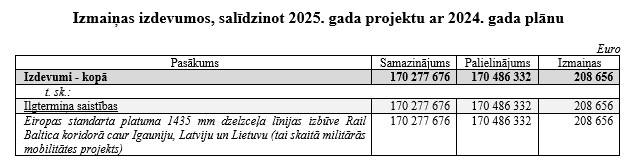 Izmaiņas izdevumos, salīdzinot 2025. gada projektu ar 2024. gada plānu
Euro
Pasākums Samazinājums Palielinājums Izmaiņas
Izdevumi - kopā 170 277 676 170 486 332 208 656
t. sk.:
Ilgtermiņa saistības 170 277 676 170 486 332 208 656
Eiropas standarta platuma 1435 mm dzelzceļa līnijas izbūve Rail 170 277 676 170 486 332 208 656
Baltica koridorā caur Igauniju, Latviju un Lietuvu (tai skaitā militārās
mobilitātes projekts)